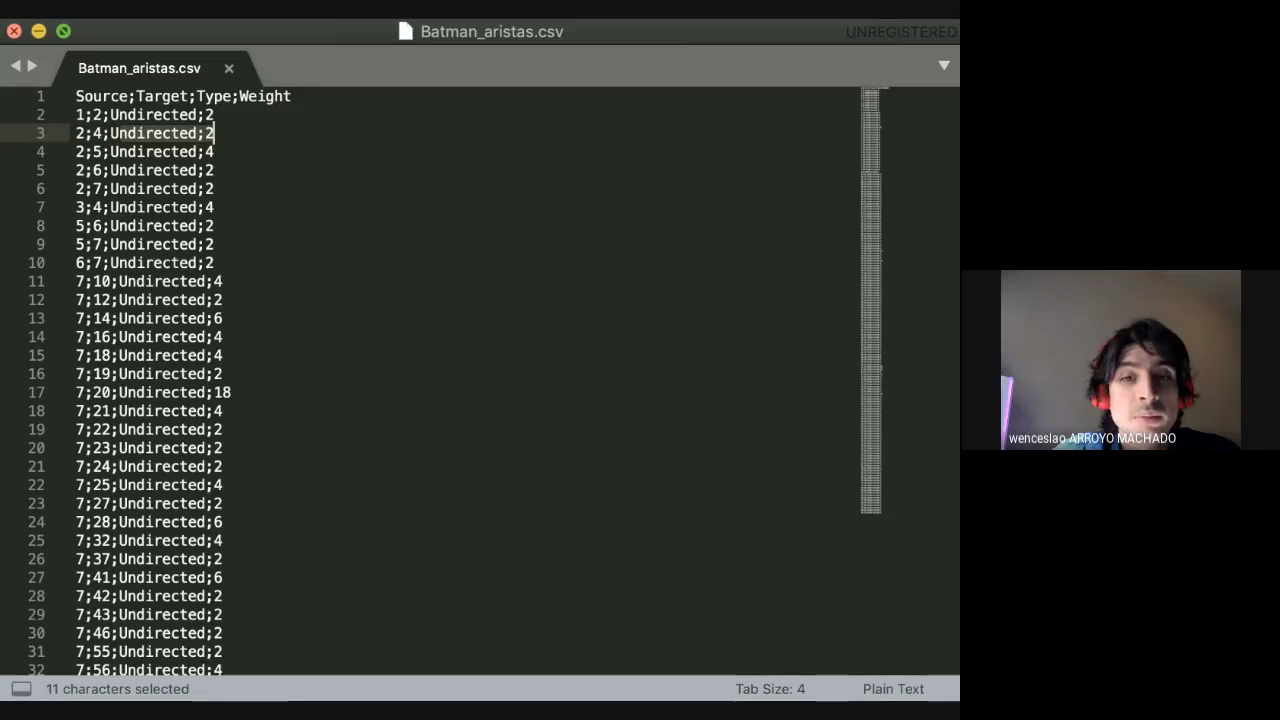 Batman_aristas.csv
UNREGISTERED
Batman_aristas.csv
1 Source;Target;Type;Weight
2 1;2;Undirected;2
3 2;4;Undirected;2
4 2;5;Undirected;4
5 2;6;Undirected;2
6 2;7;Undirected;2
7 3;4;Undirected;4
8 5;6;Undirected;2
9 5;7;Undirected;2
10 6;7;Undirected;2
11 7;10;Undirected;4
12 7;12;Undirected;2
13 7;14;Undirected;6
14 7;16;Undirected;4
15 7;18;Undirected;4
16 7;19;Undirected;2
17 7;20;Undirected;18
18 7;21;Undirected;4
19 7;22;Undirected;2
20 7;23;Undirected;2
21 7;24;Undirected;2
22 7;25;Undirected;4
23 7;27;Undirected;2
24 7;28;Undirected;6
25 7;32;Undirected;4
26 7;37;Undirected;2
27 7;41;Undirected;6
28 7;42;Undirected;2
29 7;43;Undirected;2
30 7;46;Undirected;2
31 7;55;Undirected;2
32 7;56;Undirected;4
11 characters selected
Tab Size: 4
Plain Text
wenceslao ARROYO MACHADO